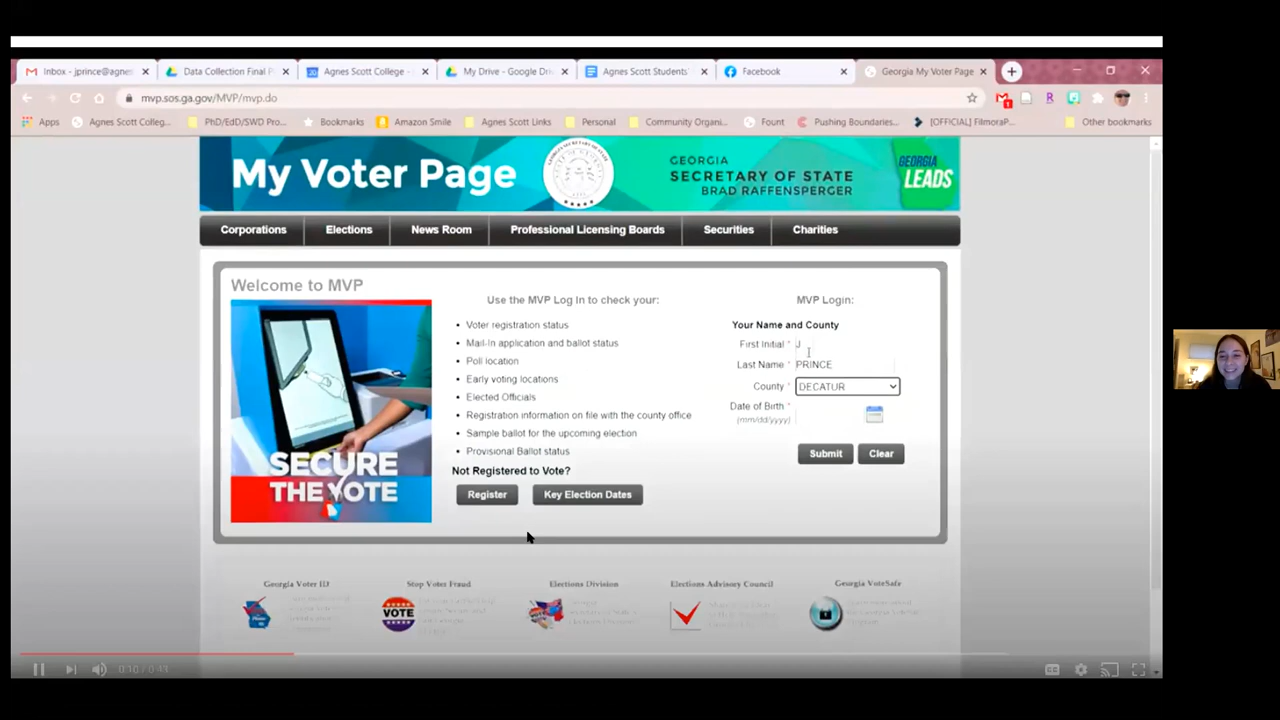 Inbox - jprince@agnes
Data Collection Final P
Agnes Scott College -
My Drive - Google Dri
Agnes Scott Students'
Facebook
Georgia My Voter Page
mvp.sos.ga.gov/MVP/mvp.do
Apps
Agnes Scott Colleg...
PhD/EdD/SWD Pro...
Bookmarks
Amazon Smile
Agnes Scott Links
Personal
Community Organi...
Fount
Pushing Boundaries...
[OFFICIAL] FilmoraP...
Other bookmarks
My Voter Page
GEORGIA
SECRETARY OF STATE
BRAD RAFFENSPERGER
GEORGIA
LEADS
Corporations
Elections
News Room
Professional Licensing Boards
Securities
Charities
Welcome to MVP
SECURE
THE VOTE
Use the MVP Log In to check your:
• Voter registration status
• Mail-In application and ballot status
• Poll location
• Early voting locations
• Elected Officials
• Registration information on file with the county office
• Sample ballot for the upcoming election
• Provisional Ballot status
Not Registered to Vote?
Register
Key Election Dates
MVP Login:
Your Name and County
First Initial * J
Last Name * PRINCE
County * DECATUR
Date of Birth *
(mm/dd/yyyy)
Submit
Clear
Georgia Voter ID
Stop Voter Fraud
VOTE
Elections Division
Elections Advisory Council
Georgia VoteSafe
0:10 / 0:43